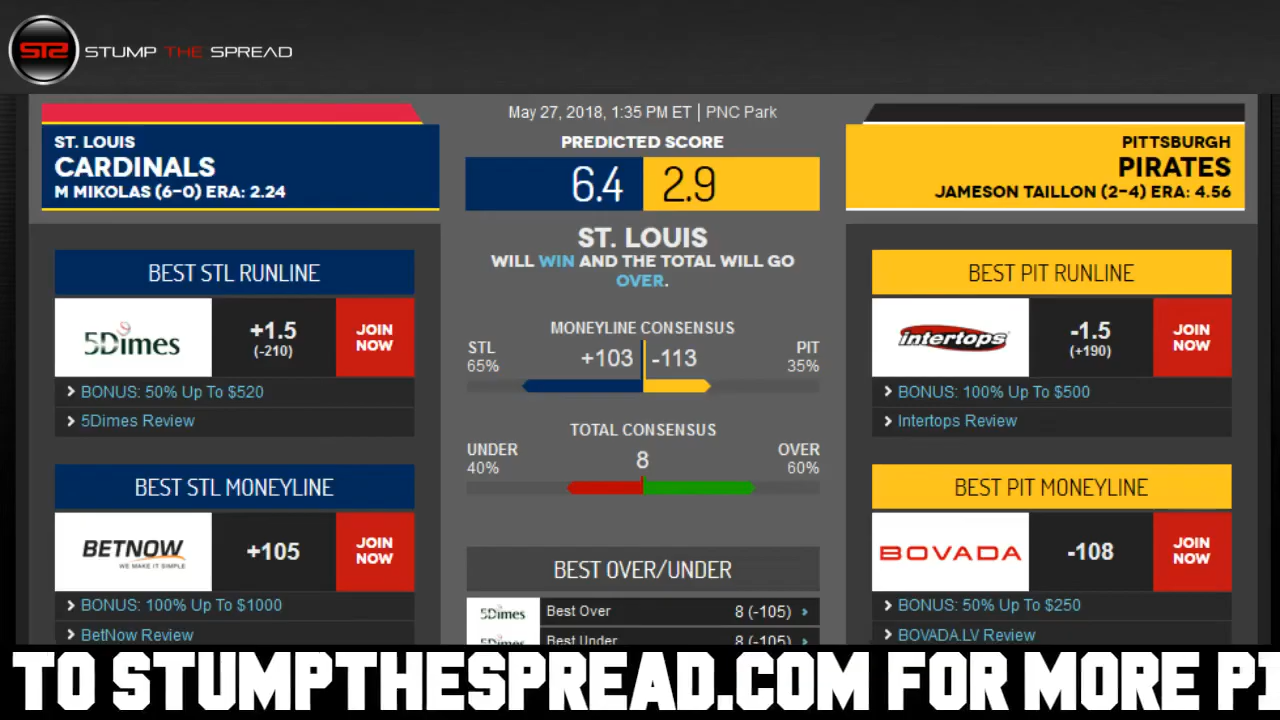 STS STUMP THE SPREAD
May 27, 2018, 1:35 PM ET | PNC Park
ST. LOUIS
CARDINALS
M MIKOLAS (6-0) ERA: 2.24
PREDICTED SCORE
6.4 2.9
PITTSBURGH
PIRATES
JAMESON TAILLON (2-4) ERA: 4.56
ST. LOUIS
WILL WIN AND THE TOTAL WILL GO
OVER.
BEST STL RUNLINE
5Dimes
+1.5
(-210)
JOIN
NOW
BONUS: 50% Up To $520
5Dimes Review
BEST STL MONEYLINE
BETNOW
WE MAKE IT SIMPLE
+105
JOIN
NOW
BONUS: 100% Up To $1000
BetNow Review
MONEYLINE CONSENSUS
STL
65%
+103 -113
PIT
35%
TOTAL CONSENSUS
UNDER
40%
8
OVER
60%
BEST OVER/UNDER
5Dimes Best Over 8 (-105)
5Dimes Best Under 8 (-105)
BEST PIT RUNLINE
intertops
-1.5
(+190)
JOIN
NOW
BONUS: 100% Up To $500
Intertops Review
BEST PIT MONEYLINE
BOVADA
-108
JOIN
NOW
BONUS: 50% Up To $250
BOVADA.LV Review
TO STUMPTHESPREAD.COM FOR MORE PI